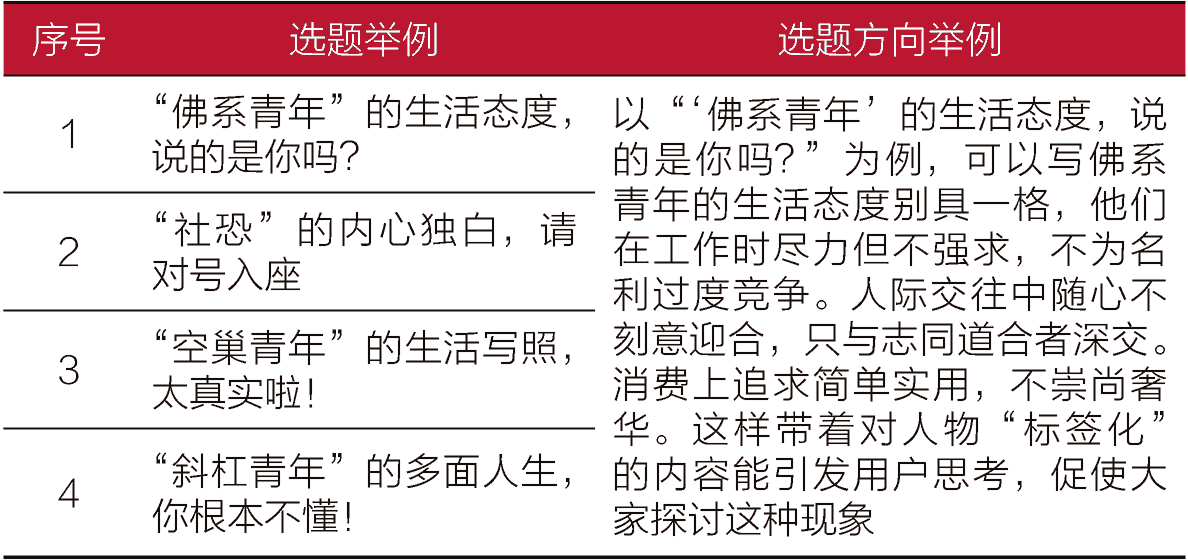 序号 选题举例 选题方向举例
1
“佛系青年”的生活态度，
说的是你吗？
2
“社恐”的内心独白，请
对号入座
3
“空巢青年”的生活写照，
太真实啦！
4
“斜杠青年”的多面人生，
你根本不懂！
以“‘佛系青年’的生活态度，说
的是你吗？”为例，可以写佛系
青年的生活态度别具一格，他们
在工作时尽力但不强求，不为名
利过度竞争。人际交往中随心不
刻意迎合，只与志同道合者深交。
消费上追求简单实用，不崇尚奢
华。这样带着对人物“标签化”
的内容能引发用户思考，促使大
家探讨这种现象